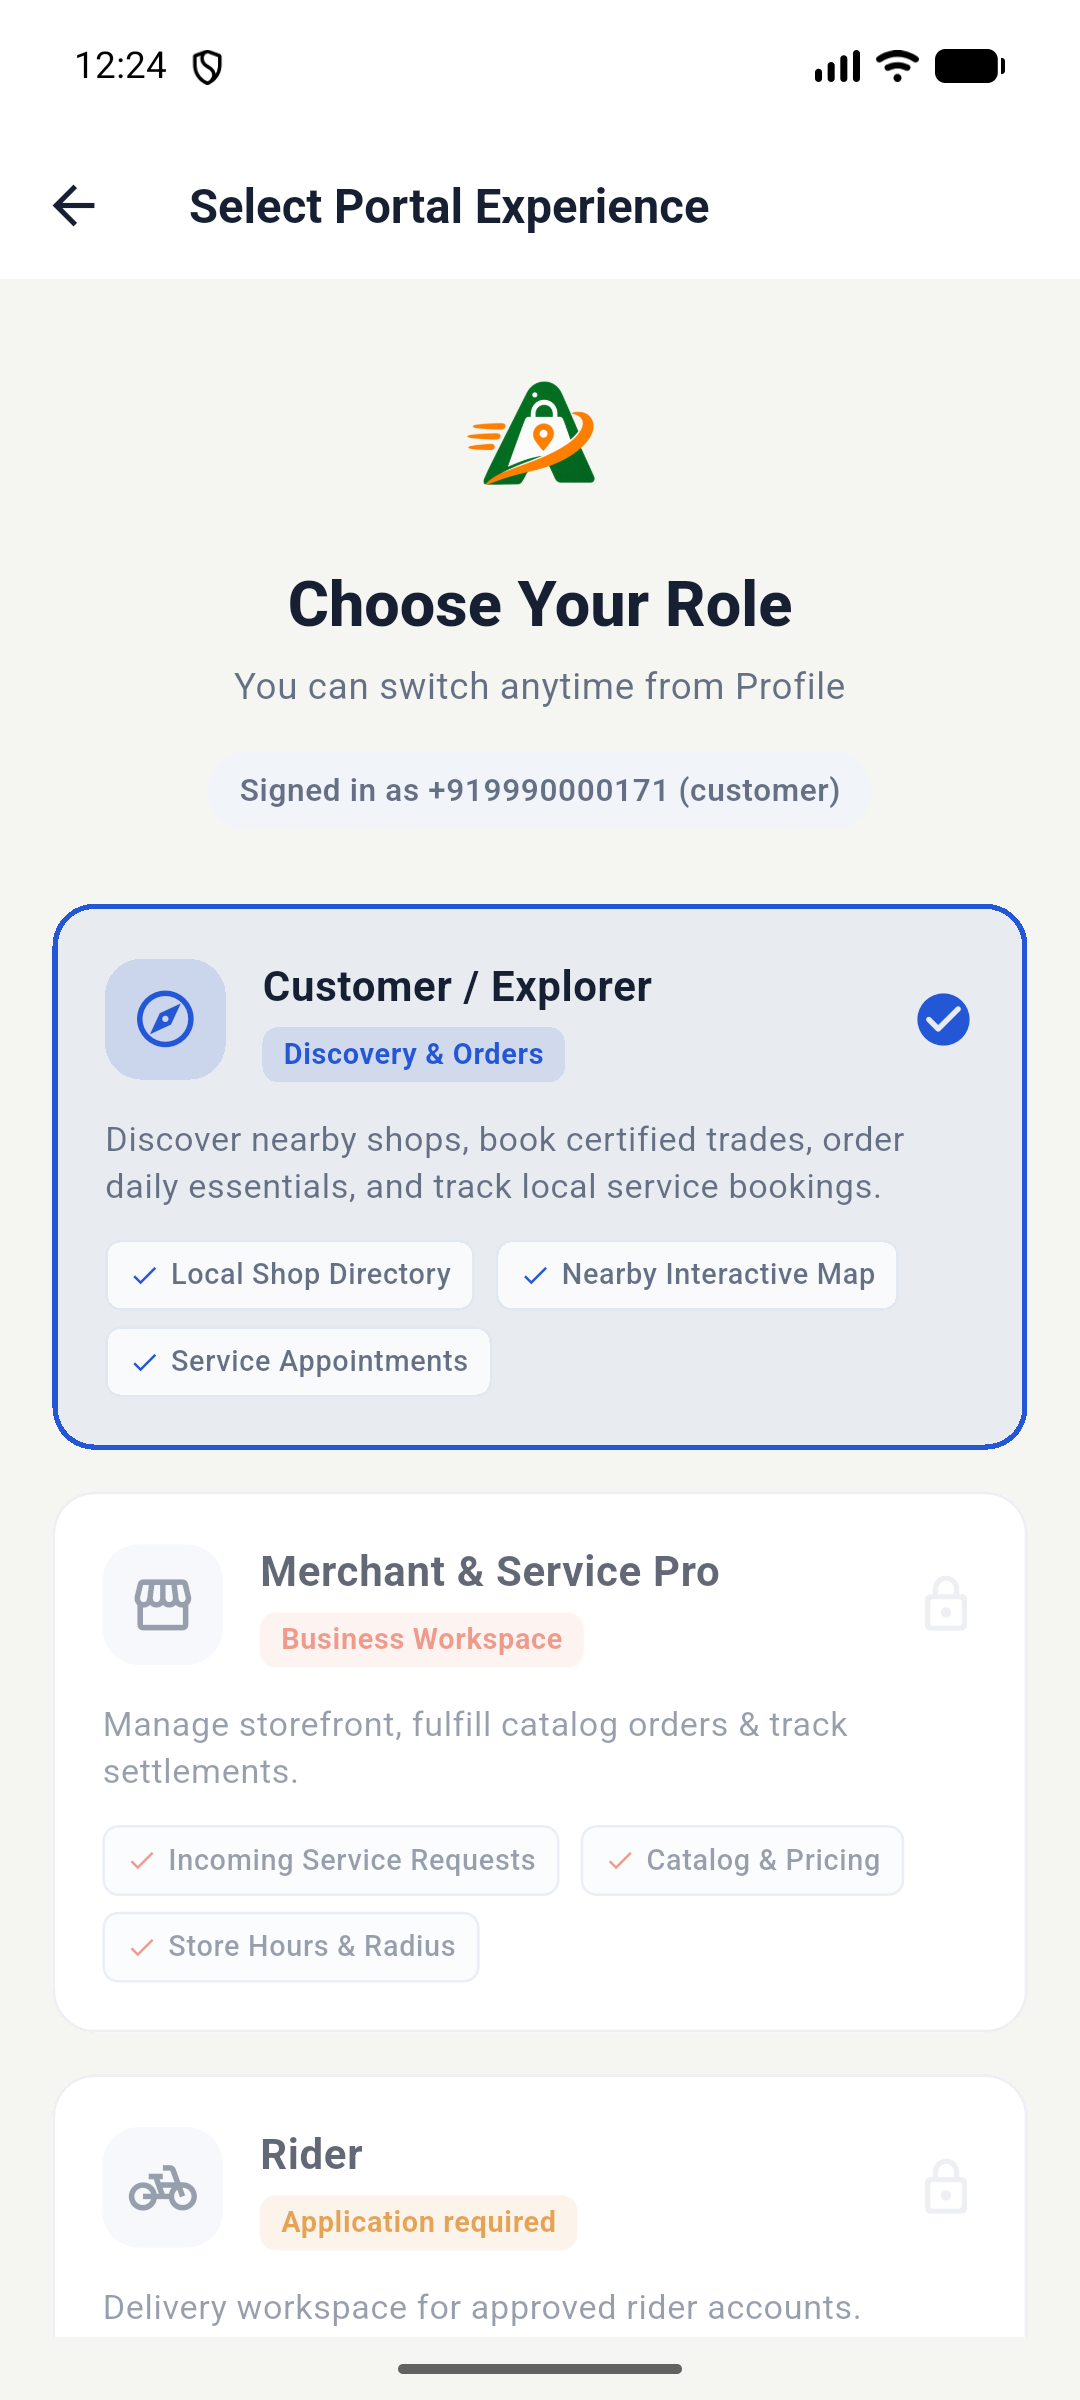 12:24
Select Portal Experience
Choose Your Role
You can switch anytime from Profile
Signed in as +919990000171 (customer)
Customer / Explorer
Discovery & Orders
Discover nearby shops, book certified trades, order
daily essentials, and track local service bookings.
Local Shop Directory
Nearby Interactive Map
Service Appointments
Merchant & Service Pro
Business Workspace
Manage storefront, fulfill catalog orders & track
settlements.
Incoming Service Requests
Catalog & Pricing
Store Hours & Radius
Rider
Application required
Delivery workspace for approved rider accounts.